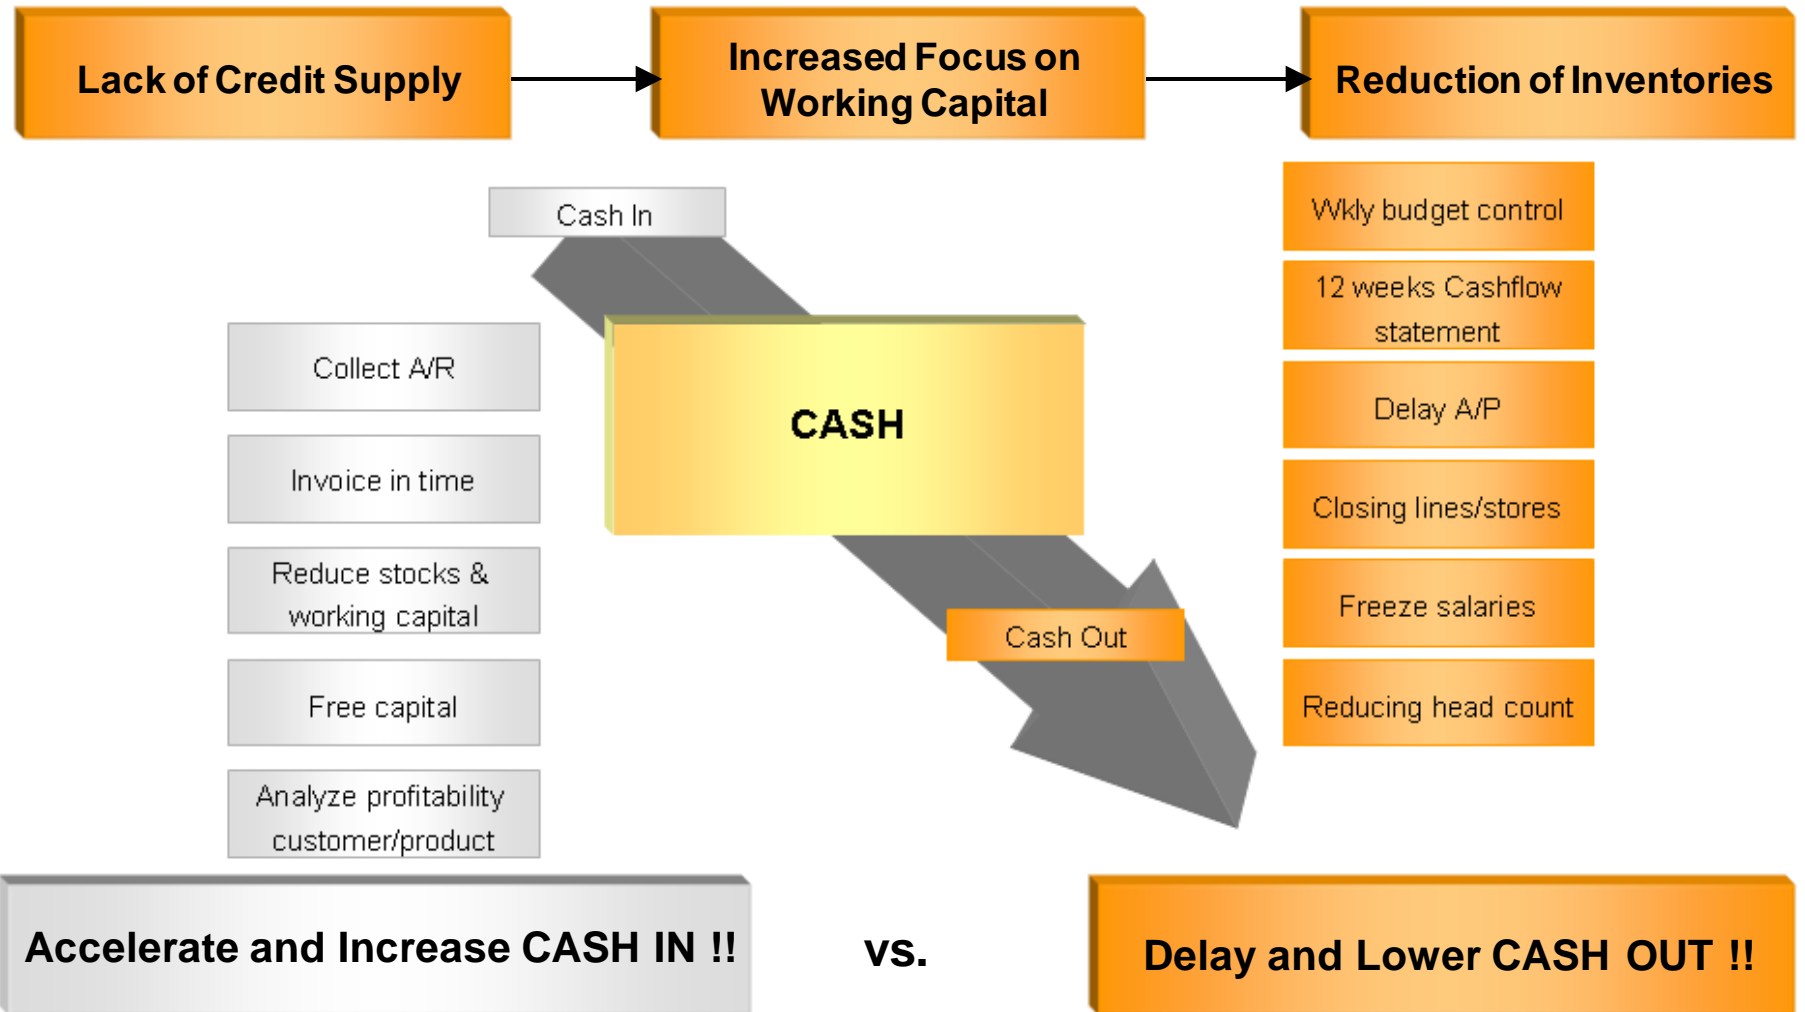 Lack of Credit Supply
Increased Focus on
Working Capital
Reduction of Inventories
Cash In
Collect A/R
Invoice in time
Reduce stocks &
working capital
Free capital
Analyze profitability
customer/product
CASH
Cash Out
Wkly budget control
12 weeks Cashflow
statement
Delay A/P
Closing lines/stores
Freeze salaries
Reducing head count
Accelerate and Increase CASH IN !!
vs.
Delay and Lower CASH OUT !!